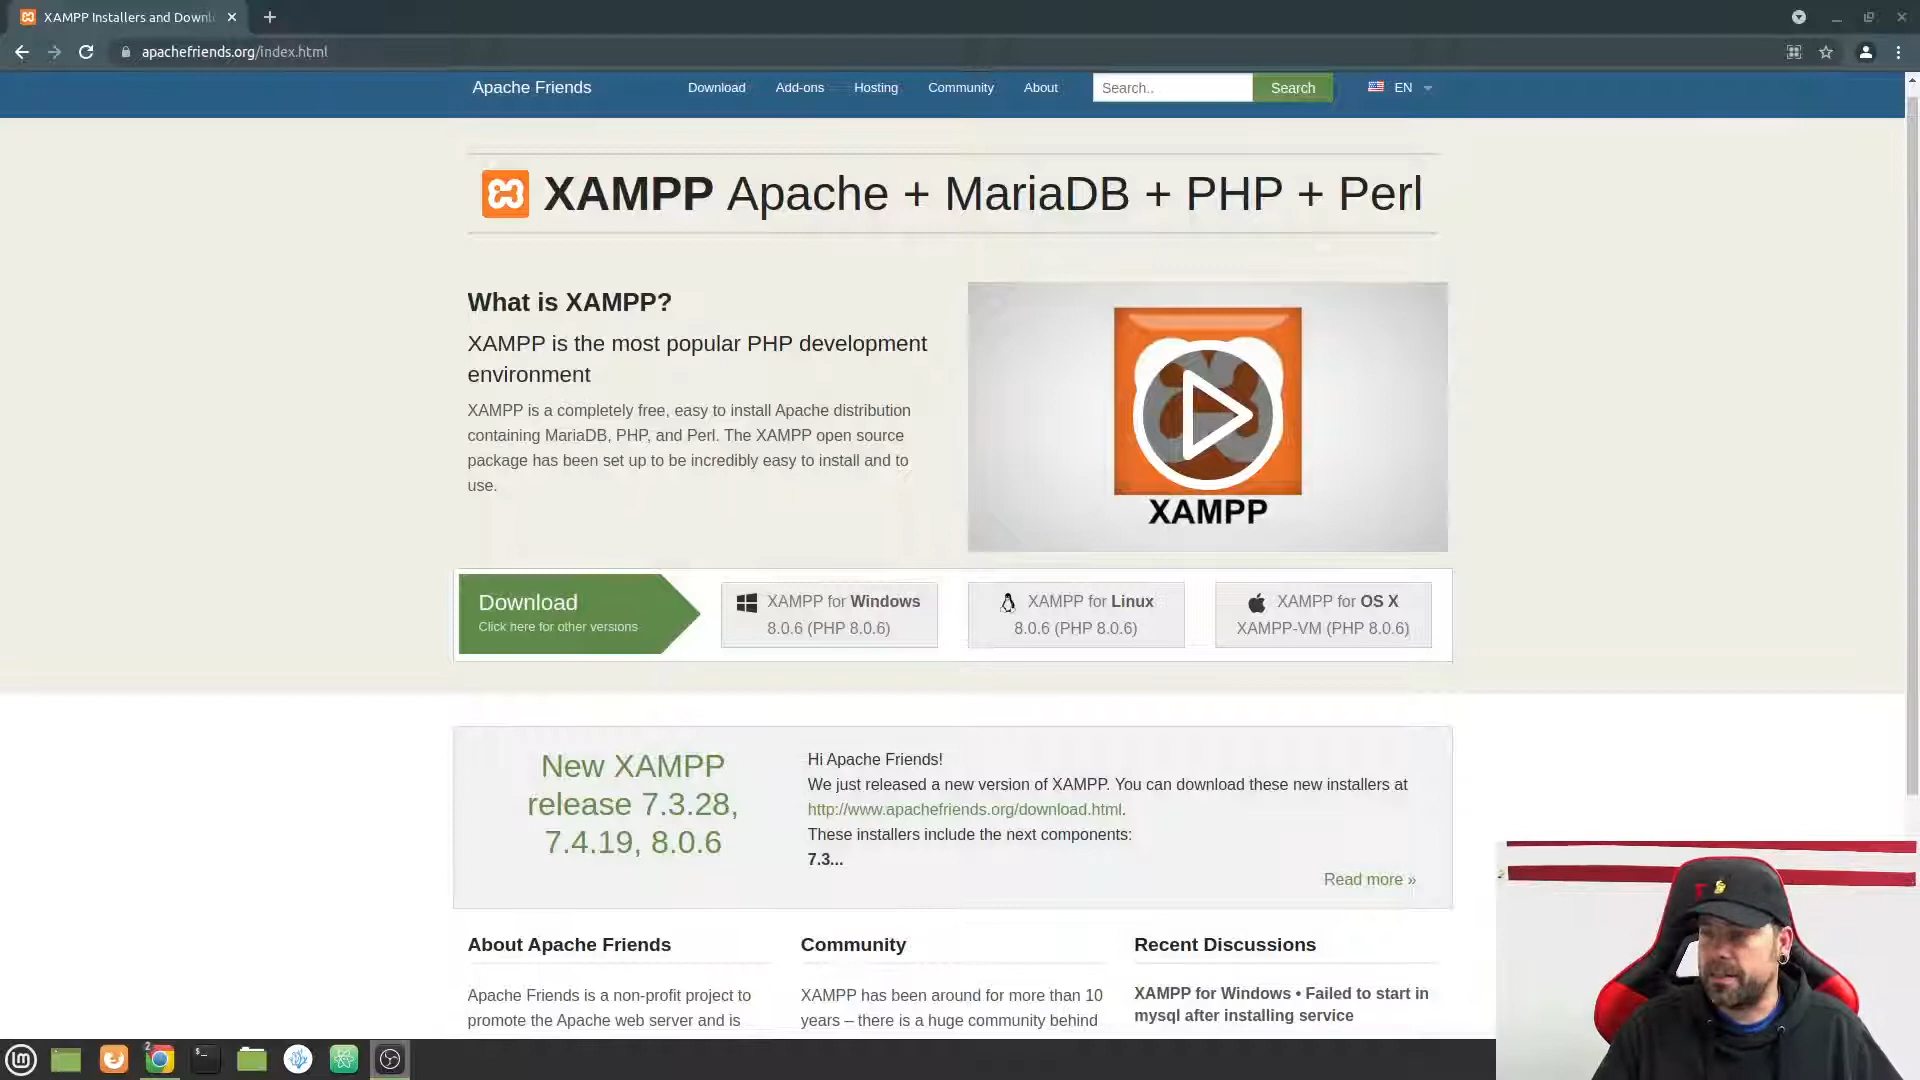 XAMPP Installers and Downl
apachefriends.org/index.html
Apache Friends
Download
Add-ons
Hosting
Community
About
Search..
Search
EN
XAMPP Apache + MariaDB + PHP + Perl
What is XAMPP?
XAMPP is the most popular PHP development
environment
XAMPP is a completely free, easy to install Apache distribution
containing MariaDB, PHP, and Perl. The XAMPP open source
package has been set up to be incredibly easy to install and to
use.
XAMPP
Download
Click here for other versions
XAMPP for Windows
8.0.6 (PHP 8.0.6)
XAMPP for Linux
8.0.6 (PHP 8.0.6)
XAMPP for OS X
XAMPP-VM (PHP 8.0.6)
New XAMPP
release 7.3.28,
7.4.19, 8.0.6
Hi Apache Friends!
We just released a new version of XAMPP. You can download these new installers at
http://www.apachefriends.org/download.html.
These installers include the next components:
7.3...
Read more »
About Apache Friends
Apache Friends is a non-profit project to
promote the Apache web server and is
Community
XAMPP has been around for more than 10
years – there is a huge community behind
Recent Discussions
XAMPP for Windows • Failed to start in
mysql after installing service
2